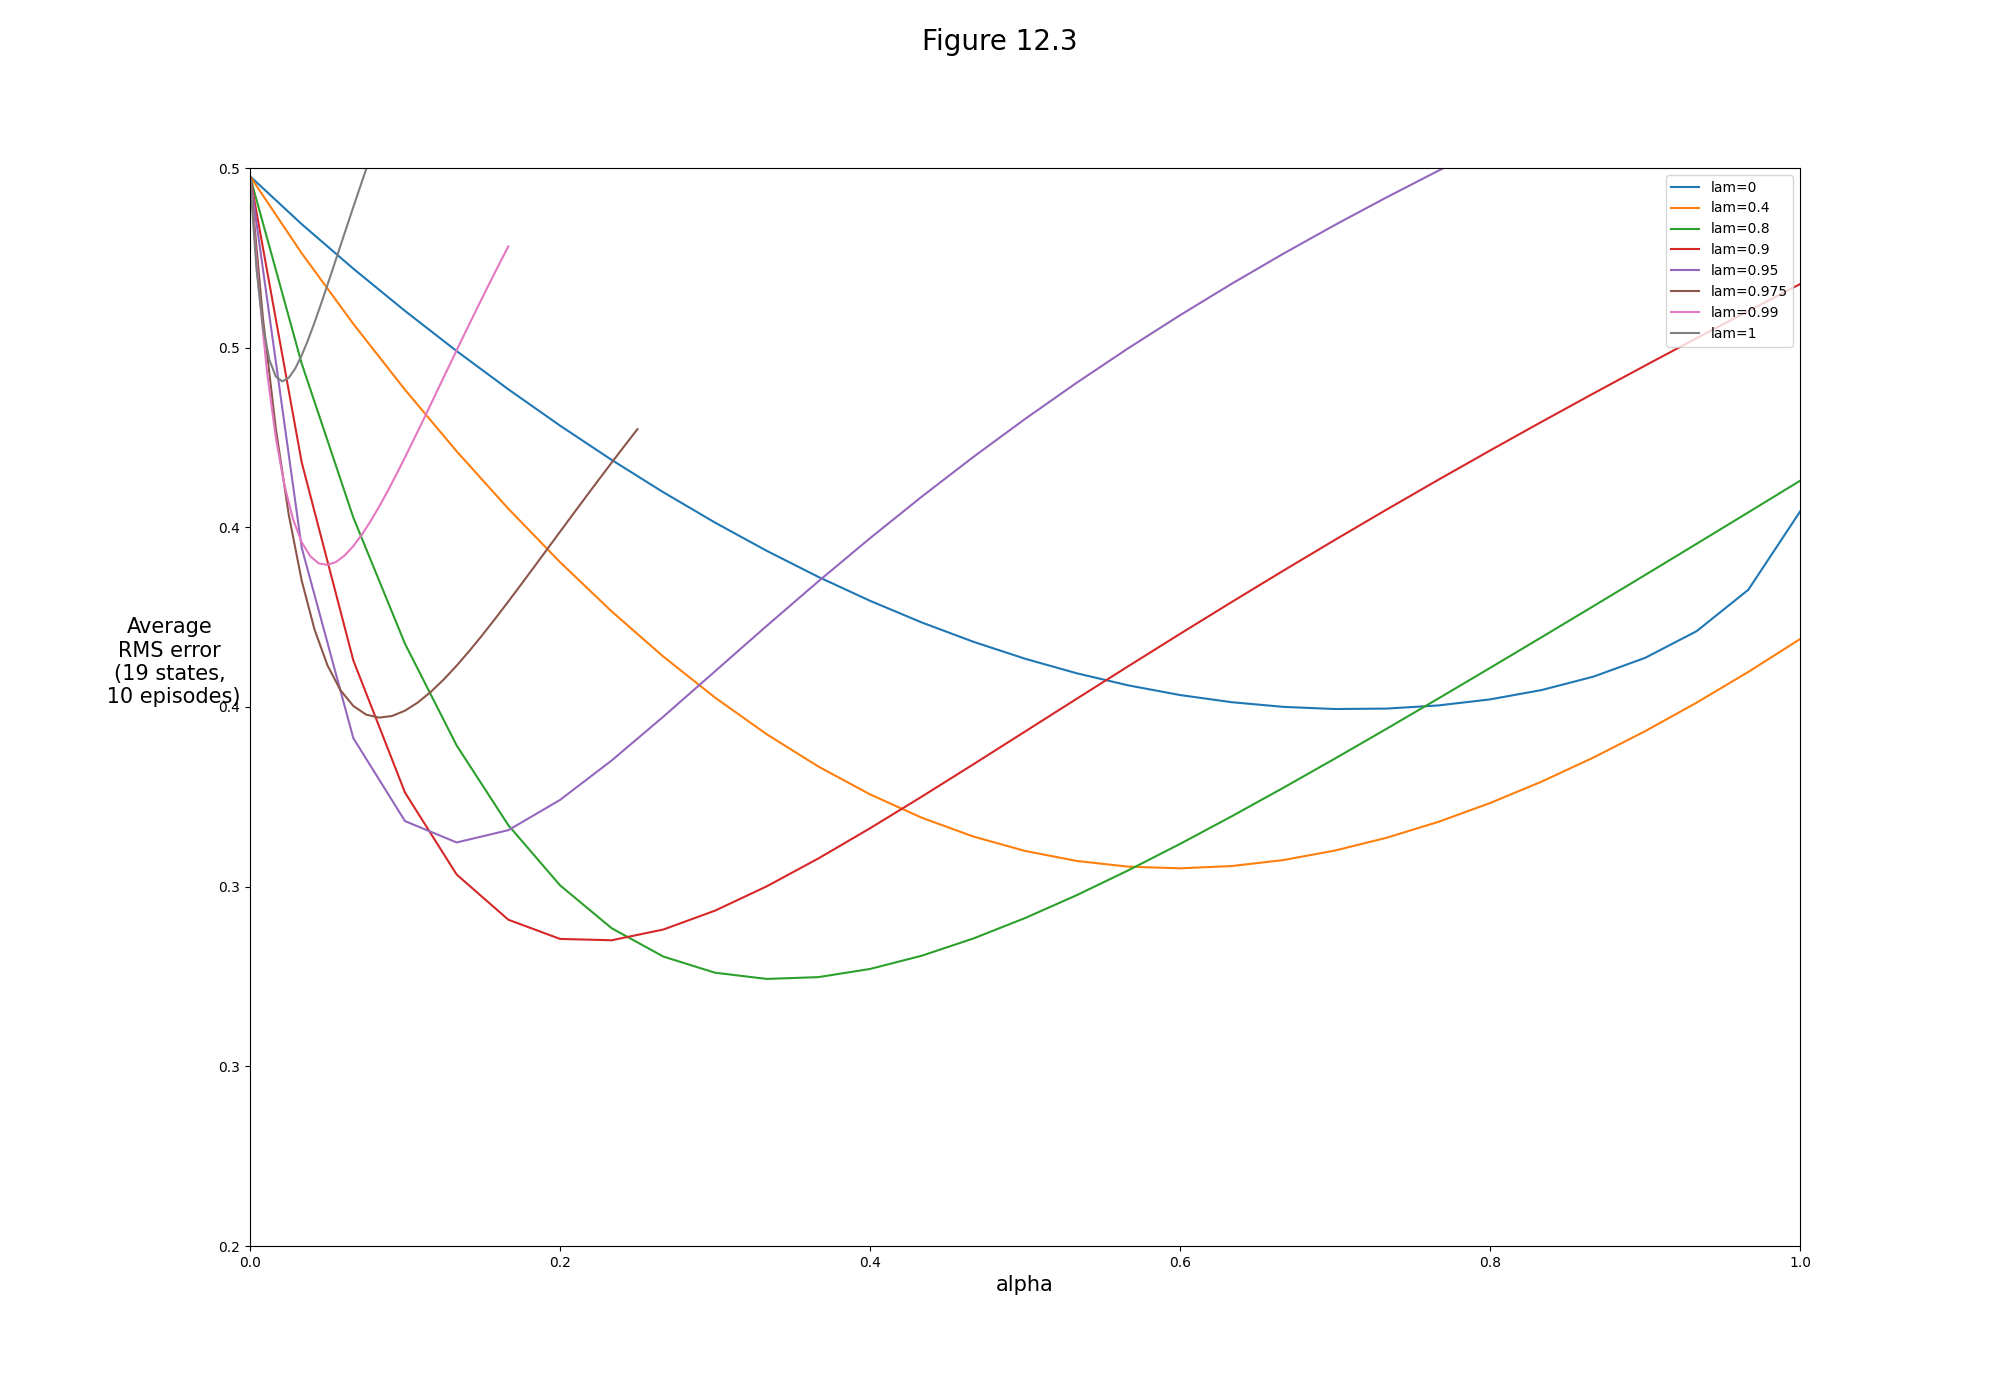 Figure 12.3
0.5
0.5
0.4
0.4
0.3
0.3
0.2
Average
RMS error
(19 states,
10 episodes)
lam=0
lam=0.4
lam=0.8
lam=0.9
lam=0.95
lam=0.975
lam=0.99
lam=1
0.0 0.2 0.4 0.6 0.8 1.0
alpha